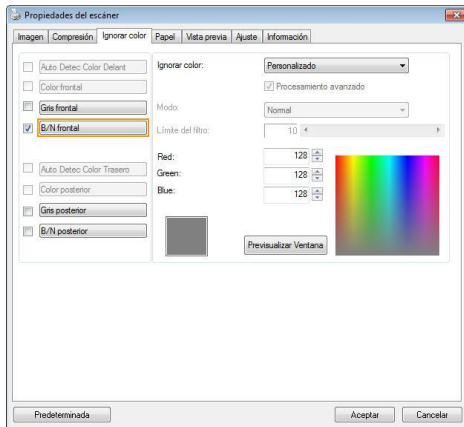 Propiedades del escáner
Imagen Compresión Ignorar color Papel Vista previa Ajuste Información
Auto Detec Color Delant
Color frontal
Gris frontal
B/N frontal
Auto Detec Color Trasero
Color posterior
Gris posterior
B/N posterior
Ignorar color: Personalizado
Procesamiento avanzado
Modo: Normal
Límite del filtro: 10
Red: 128
Green: 128
Blue: 128
Previsualizar Ventana
Predeterminada Aceptar Cancelar